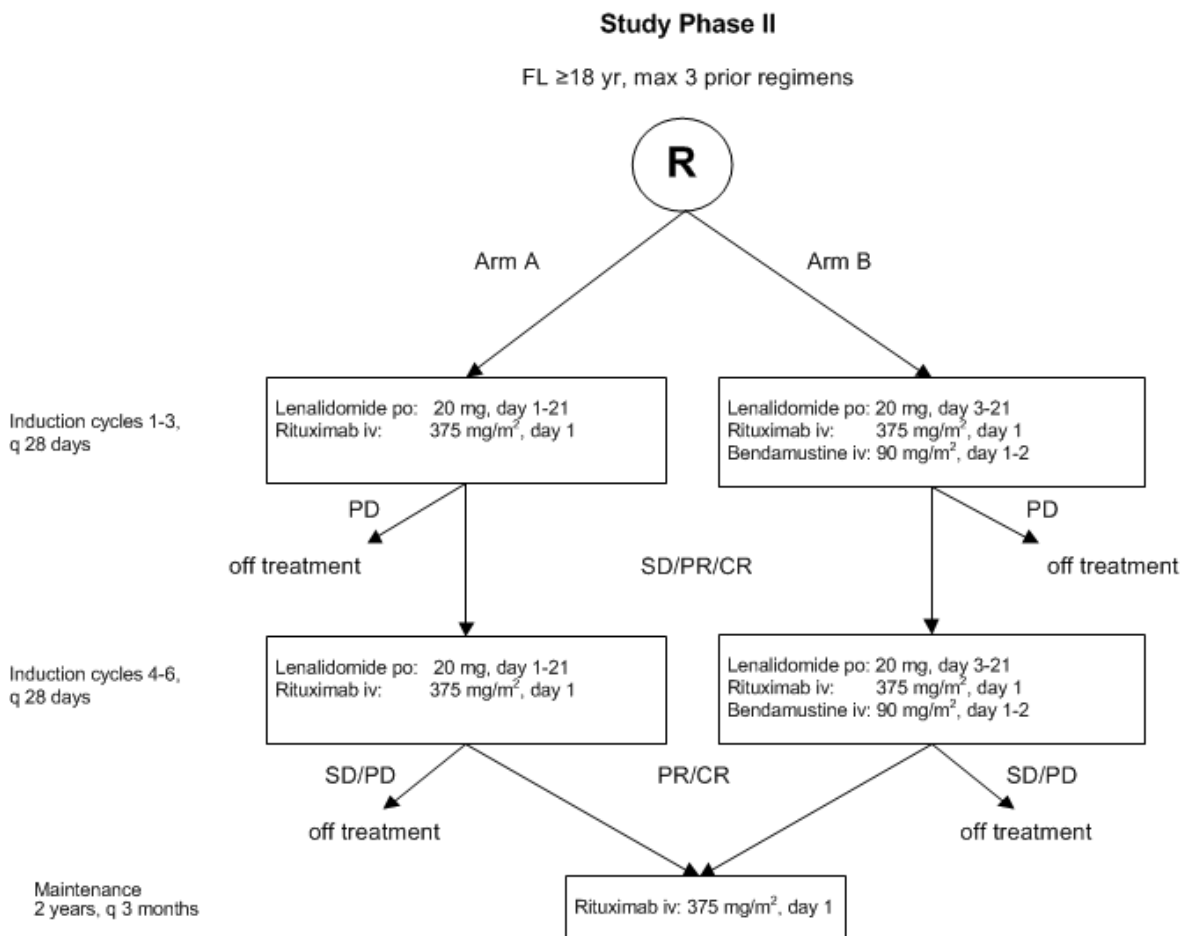 Study Phase II
FL ≥18 yr, max 3 prior regimens
R
Arm A
Arm B
Induction cycles 1-3,
q 28 days
Lenalidomide po: 20 mg, day 1-21
Rituximab iv: 375 mg/m², day 1
Lenalidomide po: 20 mg, day 3-21
Rituximab iv: 375 mg/m², day 1
Bendamustine iv: 90 mg/m², day 1-2
PD
PD
off treatment
SD/PR/CR
off treatment
Induction cycles 4-6,
q 28 days
Lenalidomide po: 20 mg, day 1-21
Rituximab iv: 375 mg/m², day 1
Lenalidomide po: 20 mg, day 3-21
Rituximab iv: 375 mg/m², day 1
Bendamustine iv: 90 mg/m², day 1-2
SD/PD
PR/CR
SD/PD
off treatment
off treatment
Maintenance
2 years, q 3 months
Rituximab iv: 375 mg/m², day 1